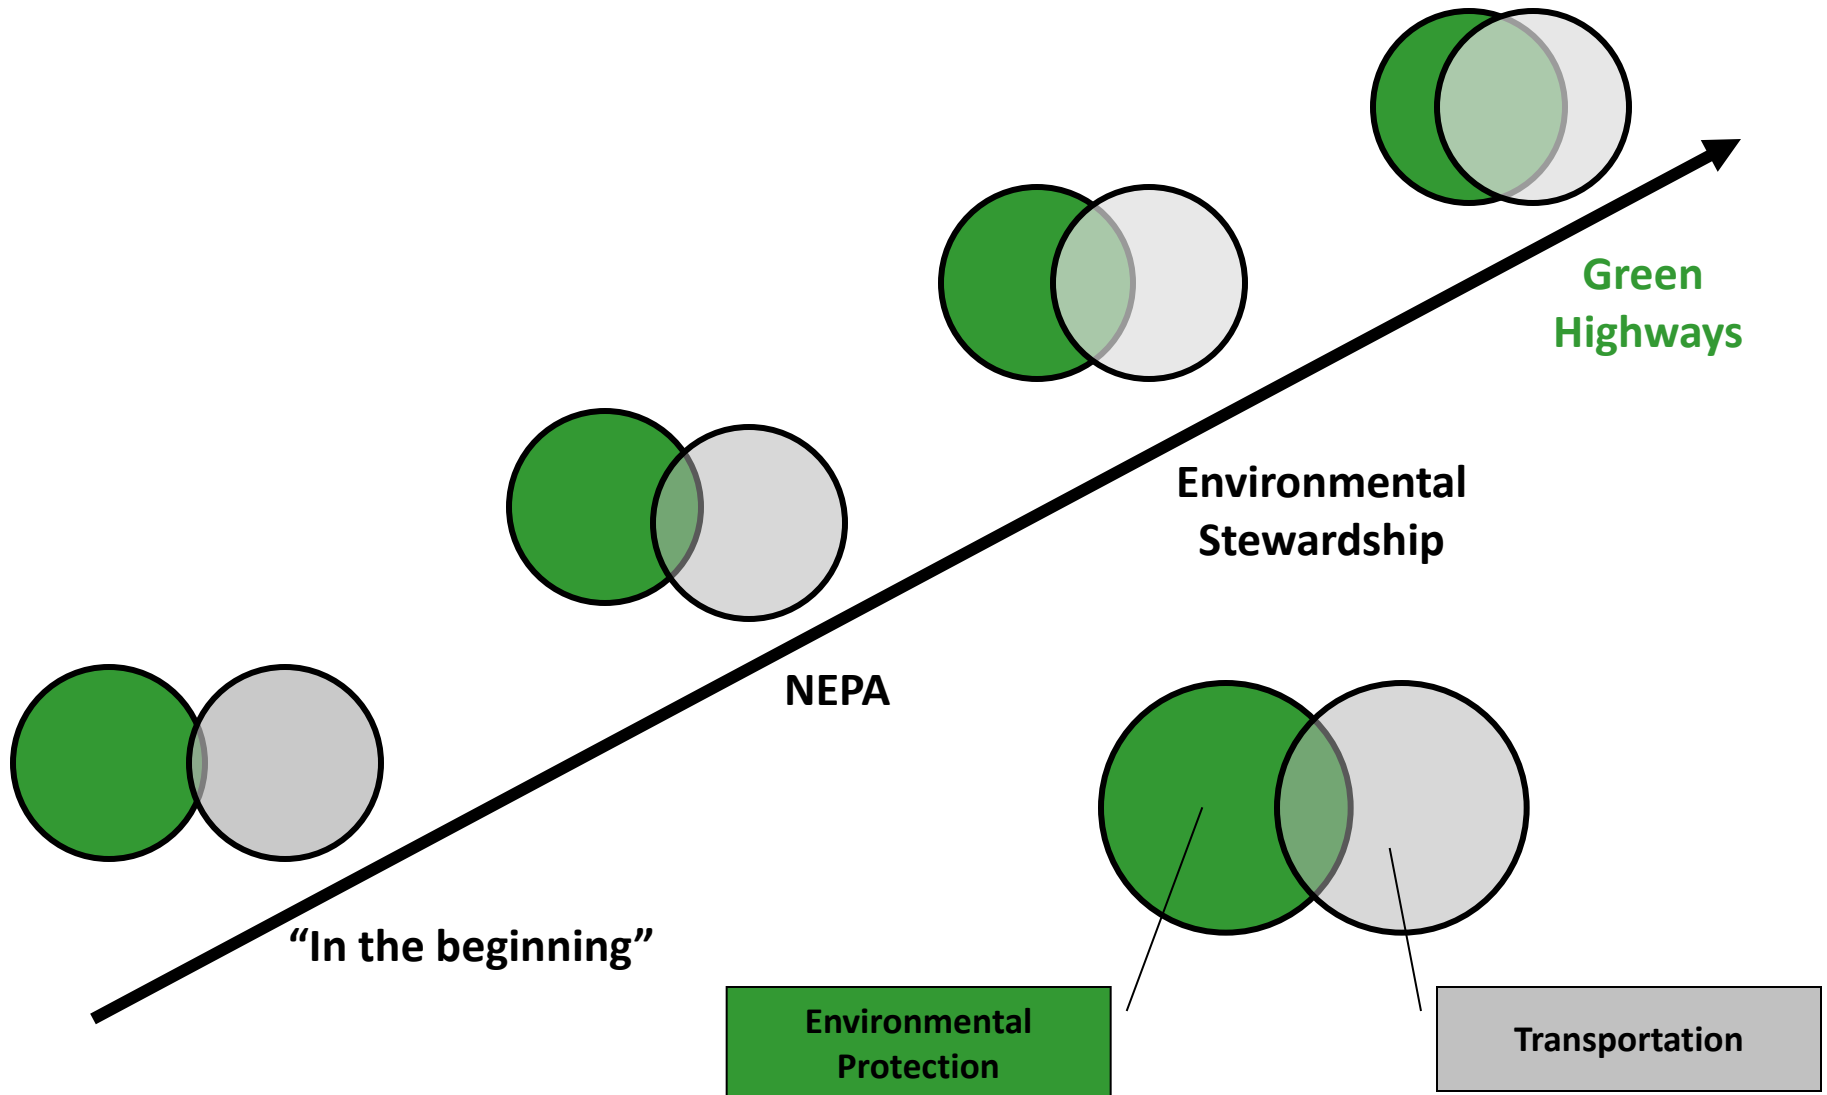 Green
Highways
Environmental
Stewardship
NEPA
“In the beginning”
Environmental
Protection
Transportation